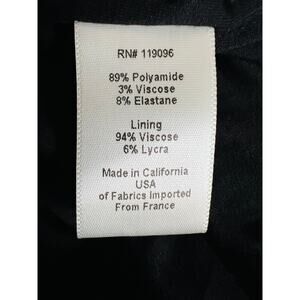 RN# 119096
89% Polyamide
3% Viscose
8% Elastane
Lining
94% Viscose
6% Lycra
Made in California
USA
of Fabrics Imported
From France